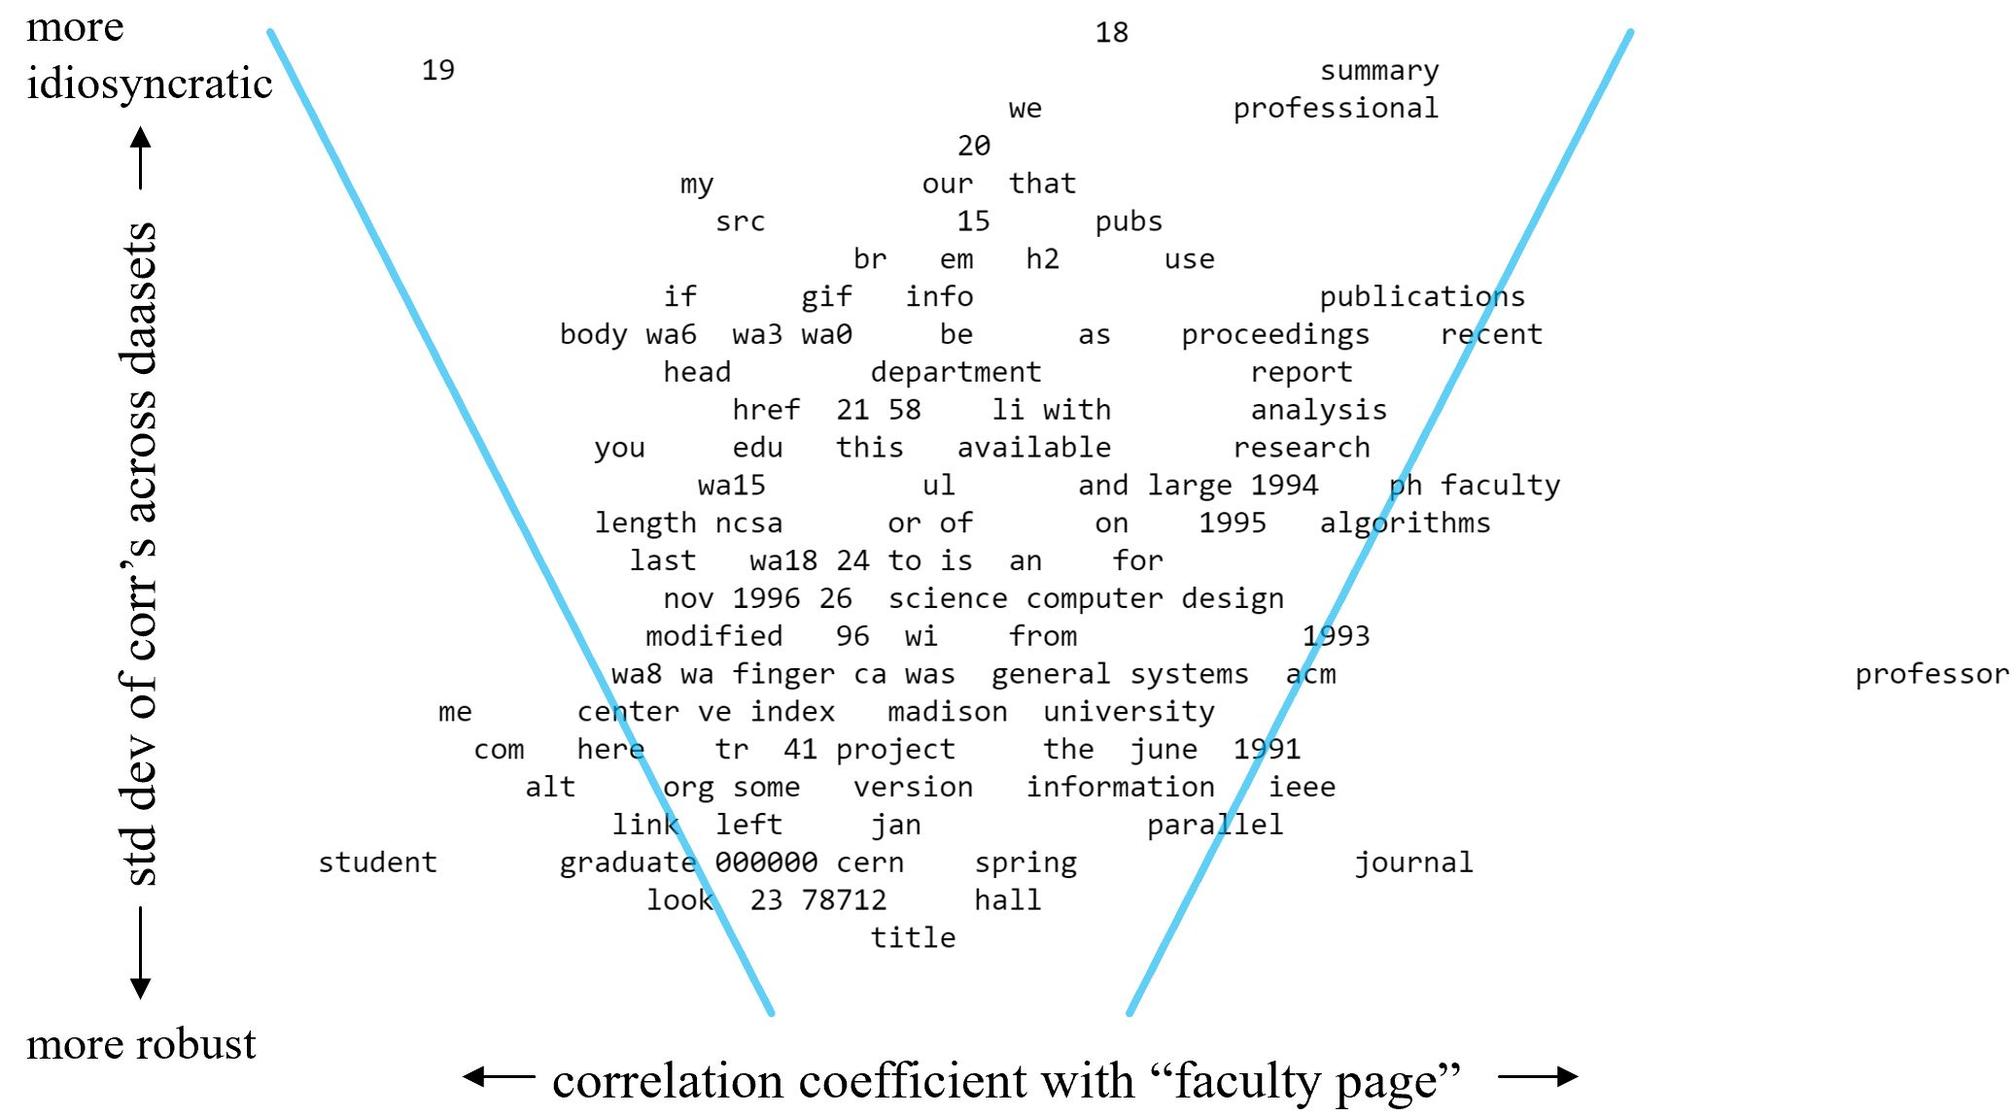 more
idiosyncratic
std dev of corr's across daasets
more robust
18
19 summary
we professional
20
my our that
src 15 pubs
br em h2 use
if gif info publications
body wa6 wa3 wa0 be as proceedings recent
head department report
href 21 58 li with analysis
you edu this available research
wa15 ul and large 1994 ph faculty
length ncsa or of on 1995 algorithms
last wa18 24 to is an for
nov 1996 26 science computer design
modified 96 wi from 1993
wa8 wa finger ca was general systems acm professor
me center ve index madison university
com here tr 41 project the june 1991
alt org some version information ieee
link left jan parallel
student graduate 000000 cern spring journal
look 23 78712 hall
title
correlation coefficient with “faculty page”